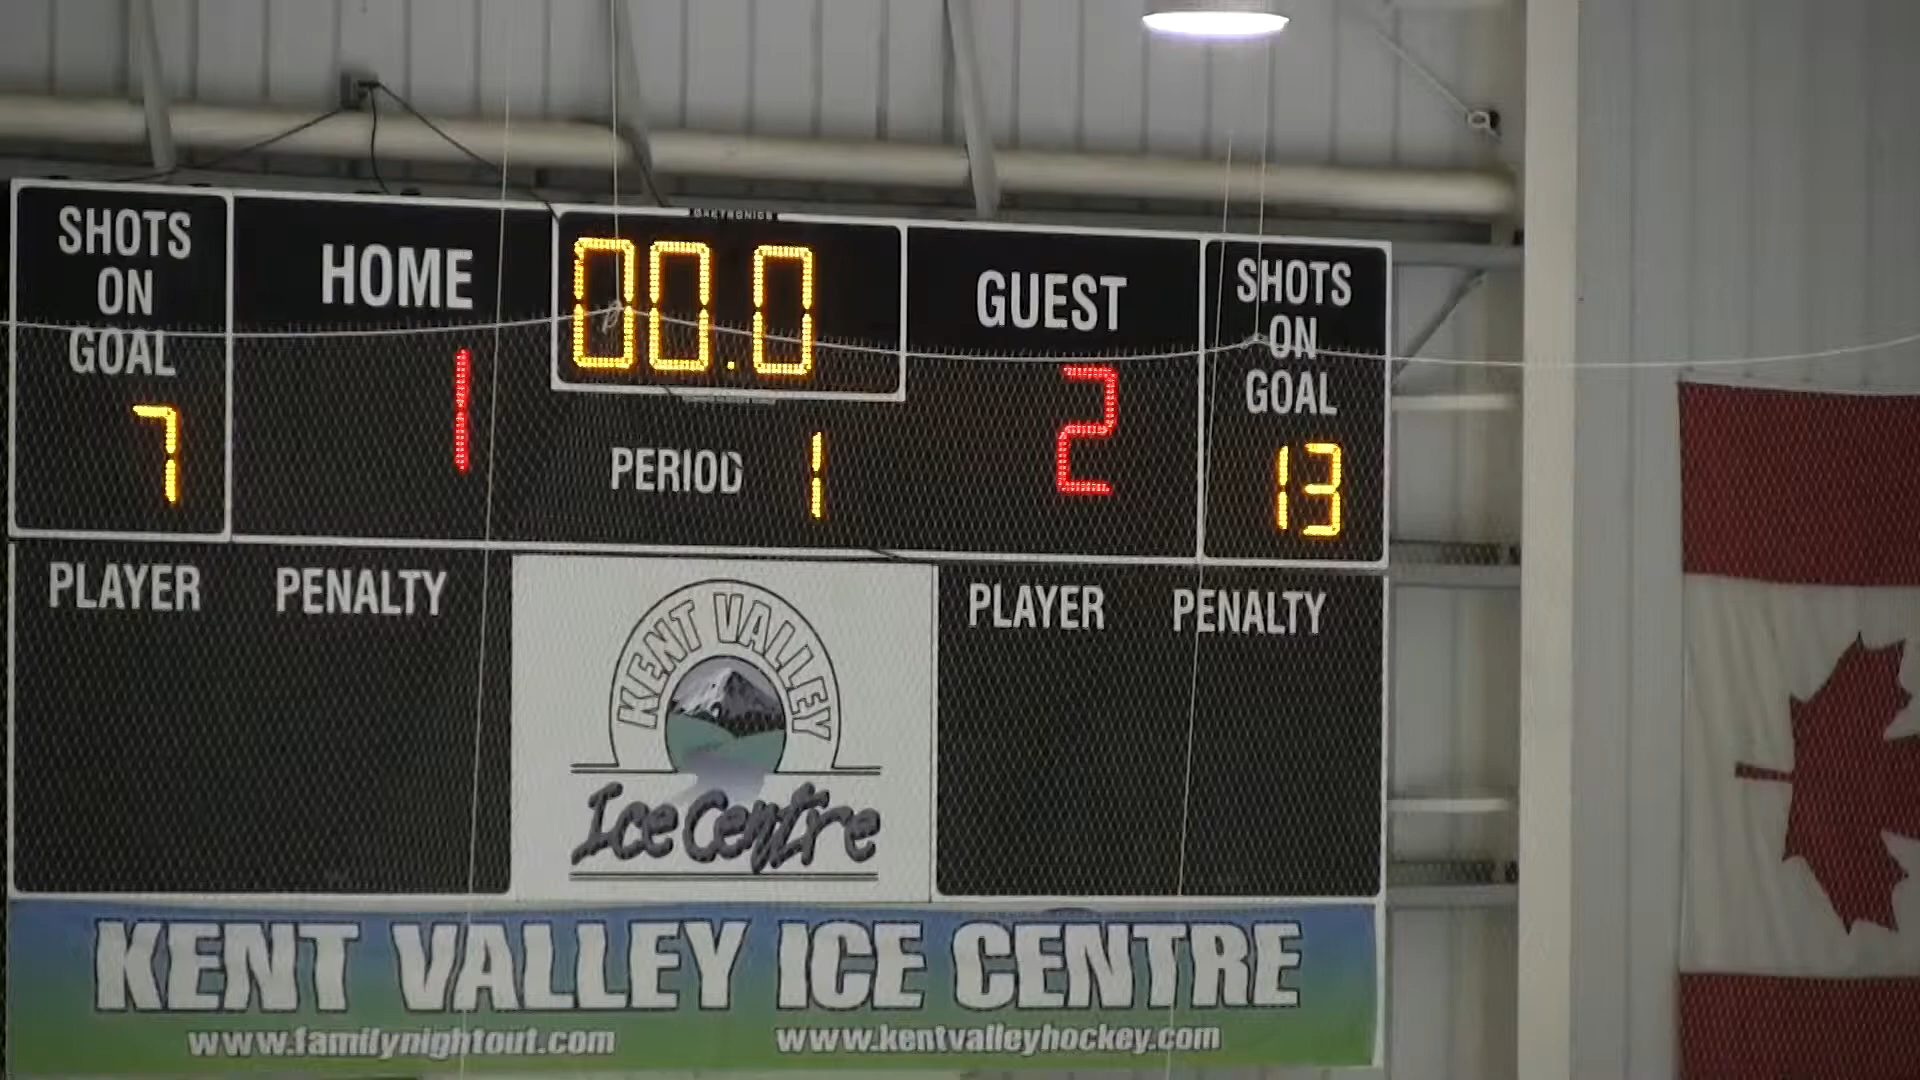 DAKTRONICS
SHOTS
ON
GOAL
7
HOME
1
00.0
PERIOD 1
GUEST
2
SHOTS
ON
GOAL
13
PLAYER PENALTY
KENT VALLEY
Ice Centre
PLAYER PENALTY
KENT VALLEY ICE CENTRE
www.familynightout.com
www.kentvalleyhockey.com